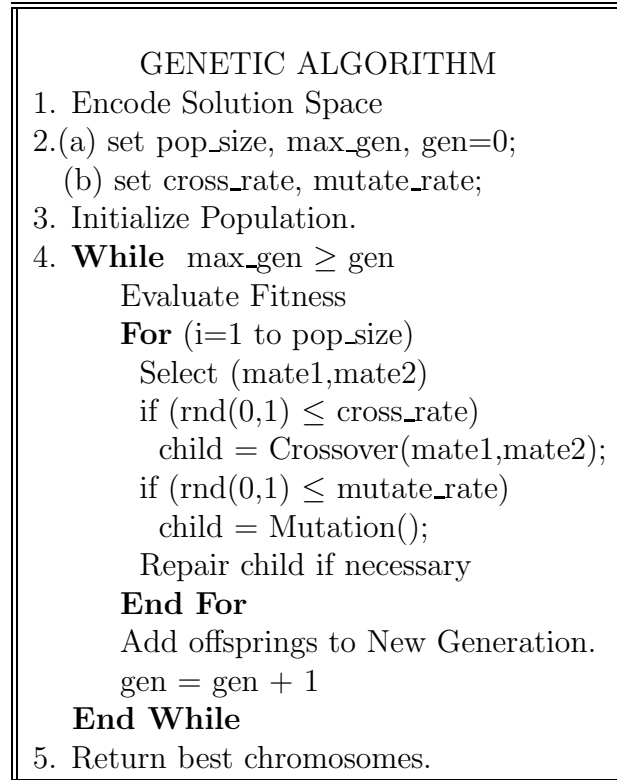 GENETIC ALGORITHM
1. Encode Solution Space
2.(a) set pop_size, max_gen, gen=0;
(b) set cross_rate, mutate_rate;
3. Initialize Population.
4. While max_gen ≥ gen
Evaluate Fitness
For (i=1 to pop_size)
Select (mate1,mate2)
if (rnd(0,1) ≤ cross_rate)
child = Crossover(mate1,mate2);
if (rnd(0,1) ≤ mutate_rate)
child = Mutation();
Repair child if necessary
End For
Add offsprings to New Generation.
gen = gen + 1
End While
5. Return best chromosomes.